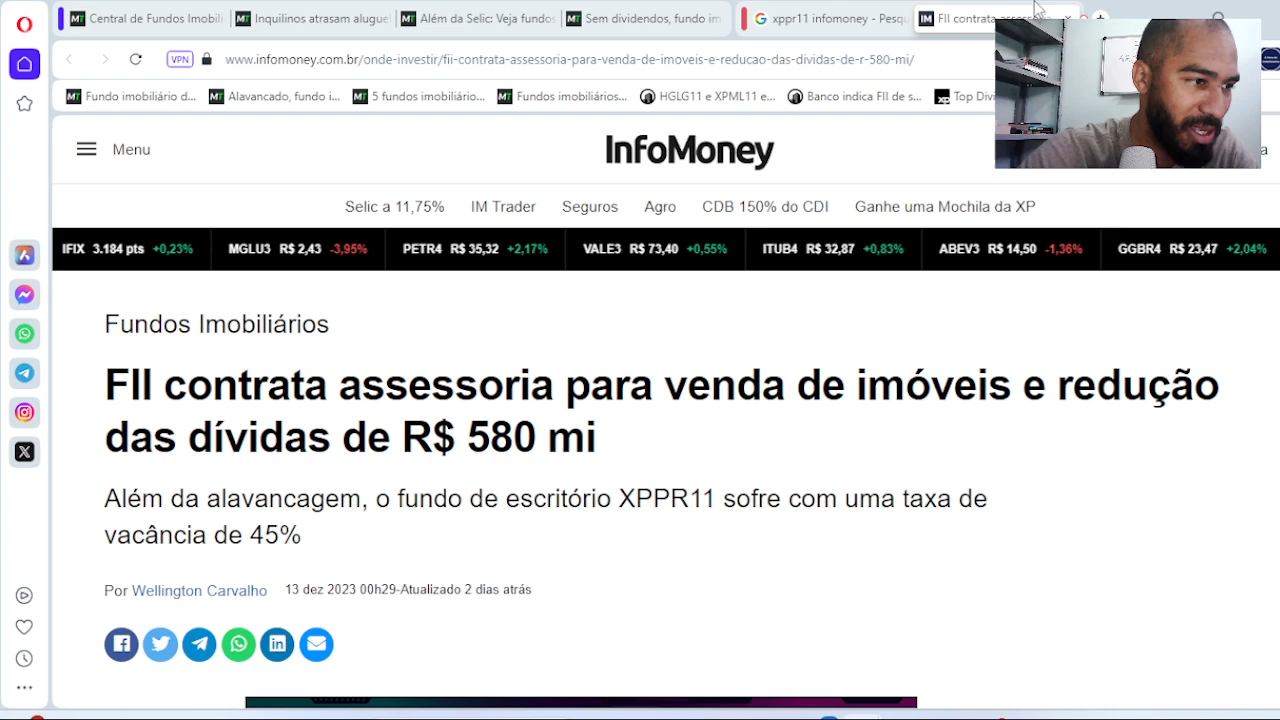 Central de Fundos Imobili
Inquilinos atrasam alugue
Além da Selic: Veja fundos
Sem dividendos, fundo im
xppr11 infomoney - Pesqu
FII contrata assessoria
VPN
www.infomoney.com.br/onde-investir/fii-contrata-assessoria-para-venda-de-imoveis-e-reducao-das-dividas-de-r-580-mi/
Fundo imobiliário d...
Alavancado, fundo i...
5 fundos imobiliário...
Fundos imobiliários...
HGLG11 e XPML11 e...
Banco indica FII de s...
Top Divi
Menu
InfoMoney
Selic a 11,75%
IM Trader
Seguros
Agro
CDB 150% do CDI
Ganhe uma Mochila da XP
IFIX 3.184 pts +0,23%
MGLU3 R$ 2,43 -3,95%
PETR4 R$ 35,32 +2,17%
VALE3 R$ 73,40 +0,55%
ITUB4 R$ 32,87 +0,83%
ABEV3 R$ 14,50 -1,36%
GGBR4 R$ 23,47 +2,04%
Fundos Imobiliários
FII contrata assessoria para venda de imóveis e redução
das dívidas de R$ 580 mi
Além da alavancagem, o fundo de escritório XPPR11 sofre com uma taxa de
vacância de 45%
Por Wellington Carvalho 13 dez 2023 00h29-Atualizado 2 dias atrás